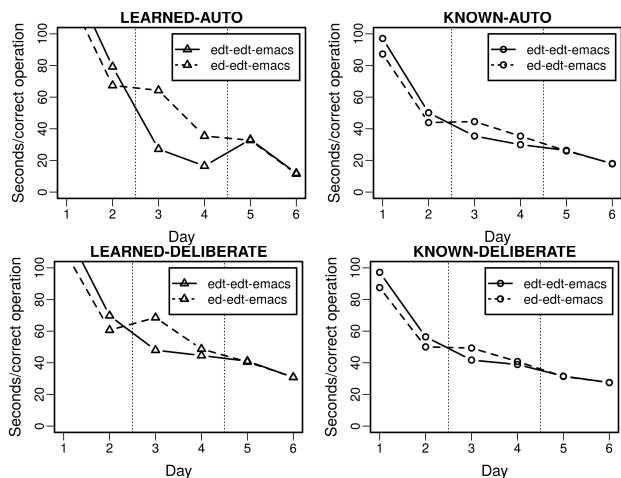 LEARNED-AUTO
Seconds/correct operation
0 20 40 60 80 100
edt-edt-emacs
ed-edt-emacs
1 2 3 4 5 6
Day
KNOWN-AUTO
Seconds/correct operation
0 20 40 60 80 100
edt-edt-emacs
ed-edt-emacs
1 2 3 4 5 6
Day
LEARNED-DELIBERATE
Seconds/correct operation
0 20 40 60 80 100
edt-edt-emacs
ed-edt-emacs
1 2 3 4 5 6
Day
KNOWN-DELIBERATE
Seconds/correct operation
0 20 40 60 80 100
edt-edt-emacs
ed-edt-emacs
1 2 3 4 5 6
Day